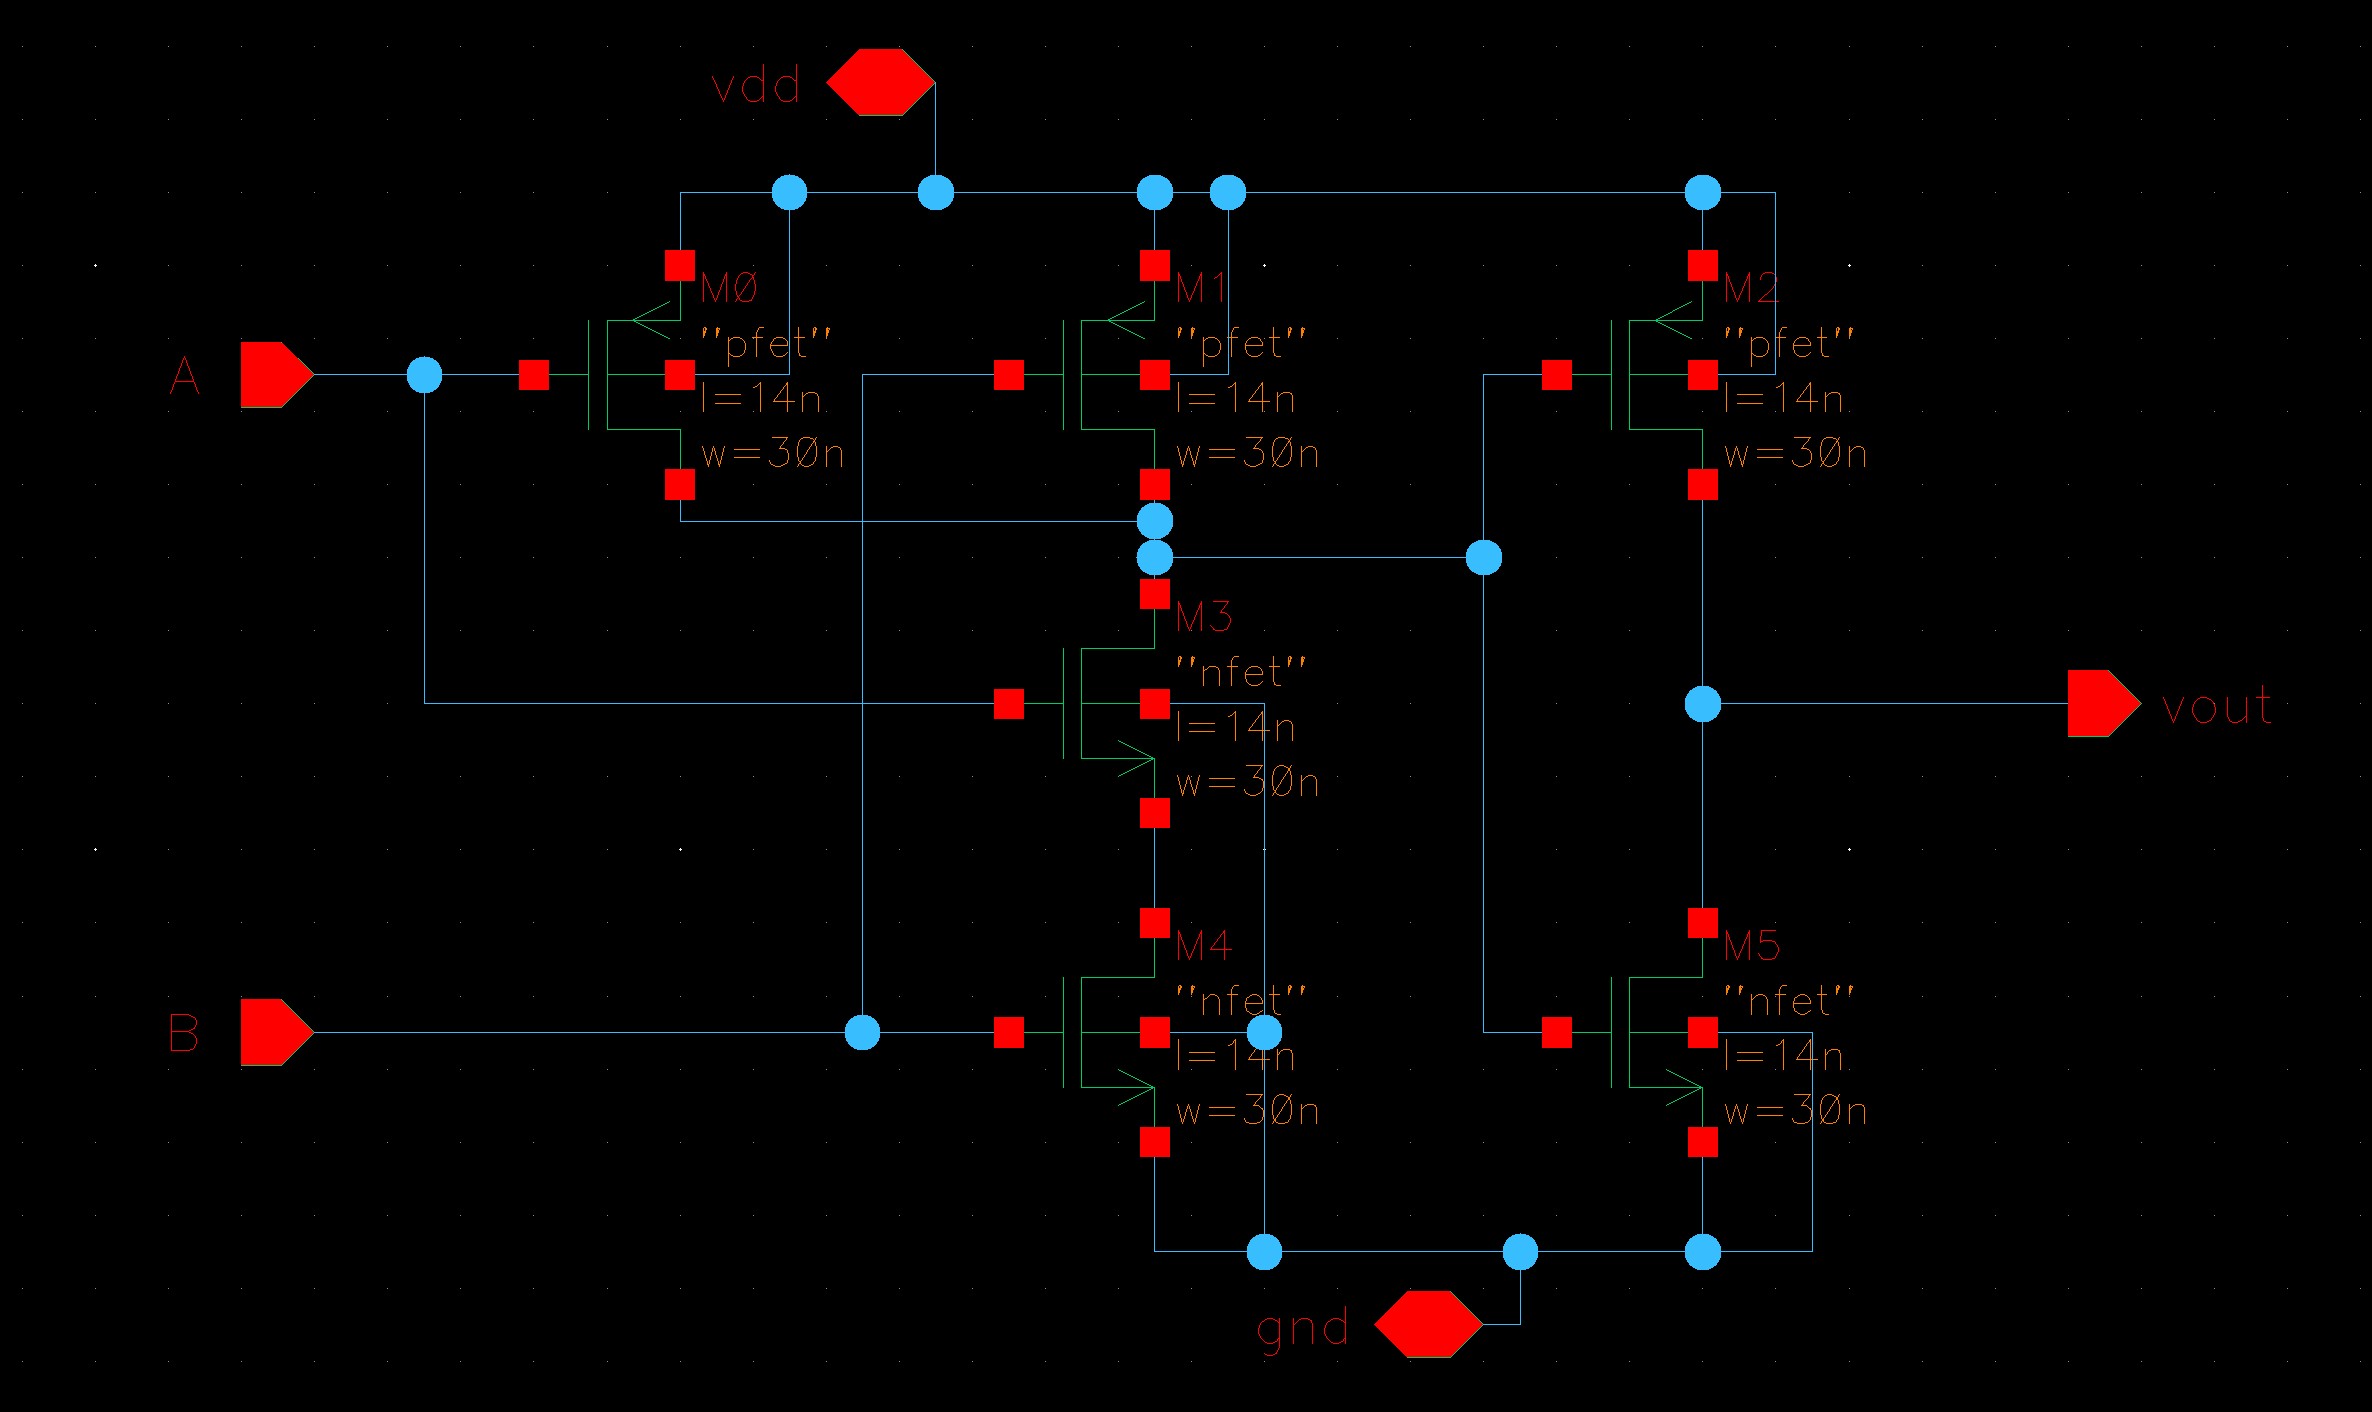 vdd
M0
"pfet"
l=14n
w=30n
M1
"pfet"
l=14n
w=30n
M2
"pfet"
l=14n
w=30n
A
M3
"nfet"
l=14n
w=30n
vout
B
M4
"nfet"
l=14n
w=30n
M5
"nfet"
l=14n
w=30n
gnd